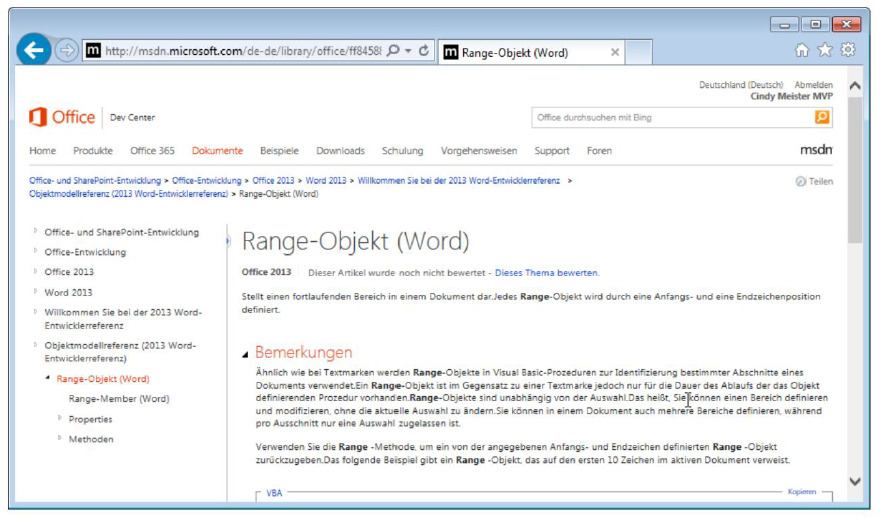 http://msdn.microsoft.com/de-de/library/office/ff8458
Range-Objekt (Word)
Deutschland (Deutsch) Abmelden
Cindy Meister MVP
Office Dev Center
Office durchsuchen mit Bing
Home Produkte Office 365 Dokumente Beispiele Downloads Schulung Vorgehensweisen Support Foren msdn
Office- und SharePoint-Entwicklung > Office-Entwicklung > Office 2013 > Word 2013 > Willkommen Sie bei der 2013 Word-Entwicklerreferenz >
Objektmodellreferenz (2013 Word-Entwicklerreferenz) > Range-Objekt (Word)
Teilen
Office- und SharePoint-Entwicklung
Office-Entwicklung
Office 2013
Word 2013
Willkommen Sie bei der 2013 Word-
Entwicklerreferenz
Objektmodellreferenz (2013 Word-
Entwicklerreferenz)
Range-Objekt (Word)
Range-Member (Word)
Properties
Methoden
Range-Objekt (Word)
Office 2013 Dieser Artikel wurde noch nicht bewertet - Dieses Thema bewerten.
Stellt einen fortlaufenden Bereich in einem Dokument dar.Jedes Range-Objekt wird durch eine Anfangs- und eine Endzeichenposition
definiert.
Bemerkungen
Ähnlich wie bei Textmarken werden Range-Objekte in Visual Basic-Prozeduren zur Identifizierung bestimmter Abschnitte eines
Dokuments verwendet.Ein Range-Objekt ist im Gegensatz zu einer Textmarke jedoch nur für die Dauer des Ablaufs der das Objekt
definierenden Prozedur vorhanden.Range-Objekte sind unabhängig von der Auswahl.Das heißt, Sie können einen Bereich definieren
und modifizieren, ohne die aktuelle Auswahl zu ändern.Sie können in einem Dokument auch mehrere Bereiche definieren, während
pro Ausschnitt nur eine Auswahl zugelassen ist.
Verwenden Sie die Range -Methode, um ein von der angegebenen Anfangs- und Endzeichen definierten Range -Objekt
zurückzugeben.Das folgende Beispiel gibt ein Range -Objekt, das auf den ersten 10 Zeichen im aktiven Dokument verweist.
VBA Kopieren